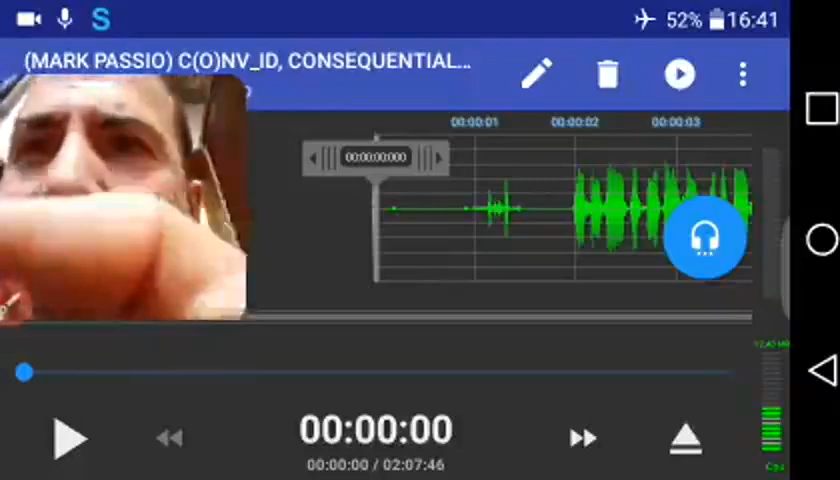 S 52% 16:41
(MARK PASSIO) C(O)NV_ID, CONSEQUENTIAL...
00:00:01 00:00:02 00:00:03
00:00:00:000
00:00:00
00:00:00 / 02:07:46